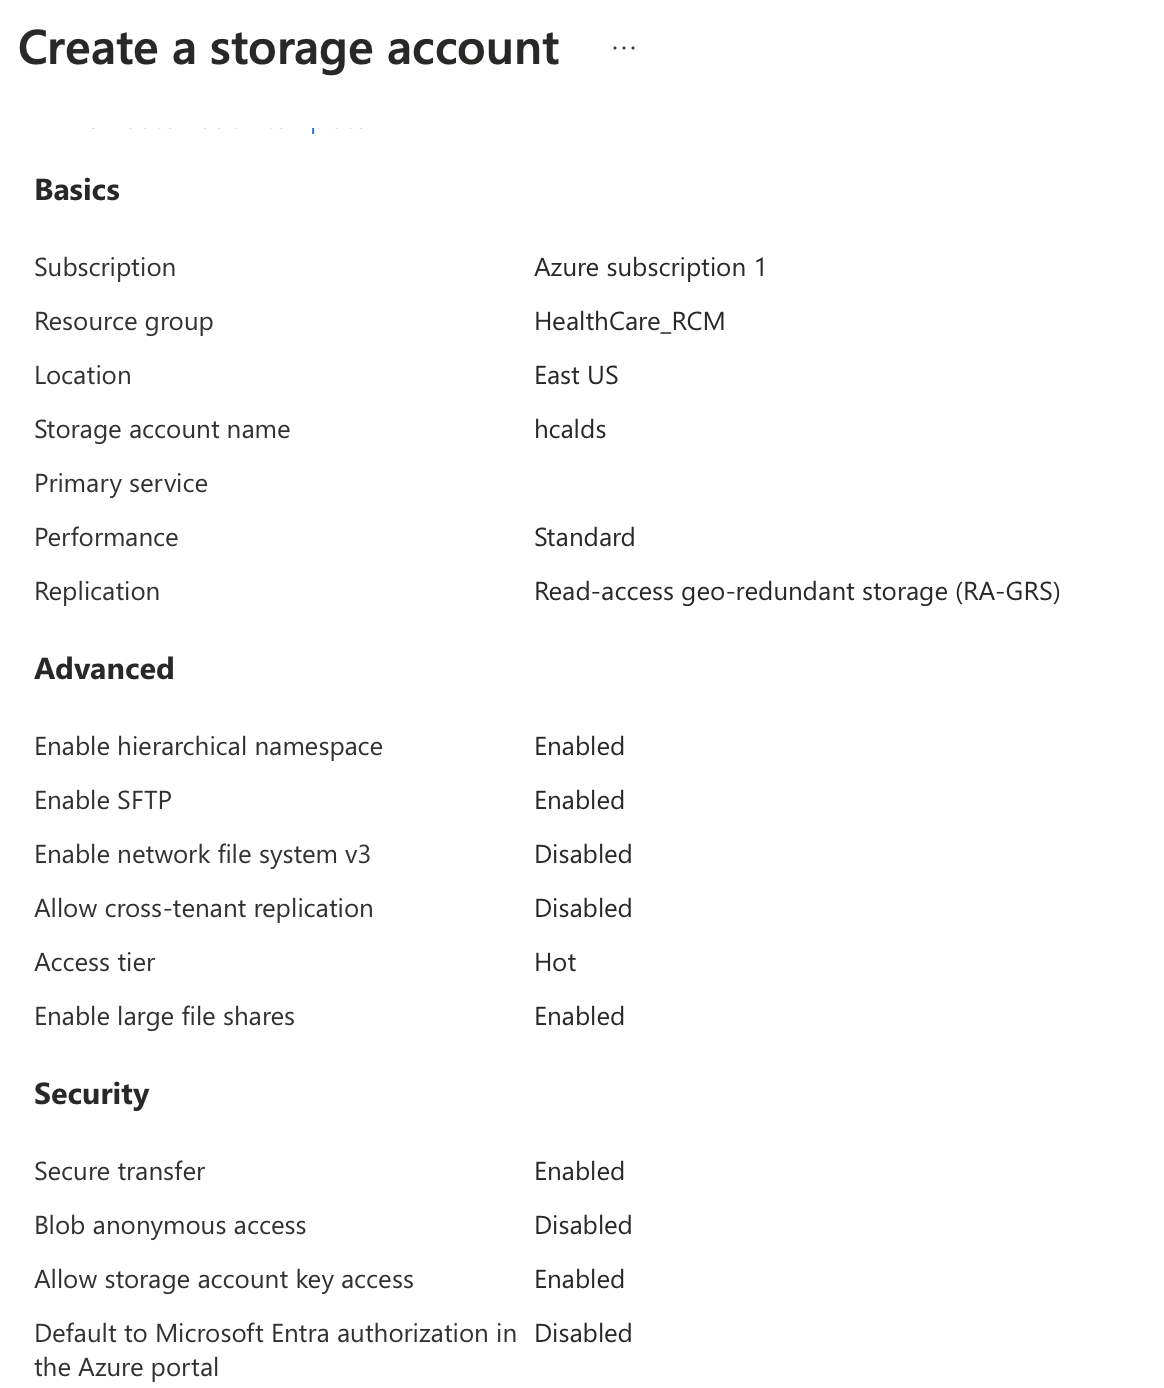 Create a storage account ...
Basics
Subscription Azure subscription 1
Resource group HealthCare_RCM
Location East US
Storage account name hcalds
Primary service
Performance Standard
Replication Read-access geo-redundant storage (RA-GRS)
Advanced
Enable hierarchical namespace Enabled
Enable SFTP Enabled
Enable network file system v3 Disabled
Allow cross-tenant replication Disabled
Access tier Hot
Enable large file shares Enabled
Security
Secure transfer Enabled
Blob anonymous access Disabled
Allow storage account key access Enabled
Default to Microsoft Entra authorization in Disabled
the Azure portal